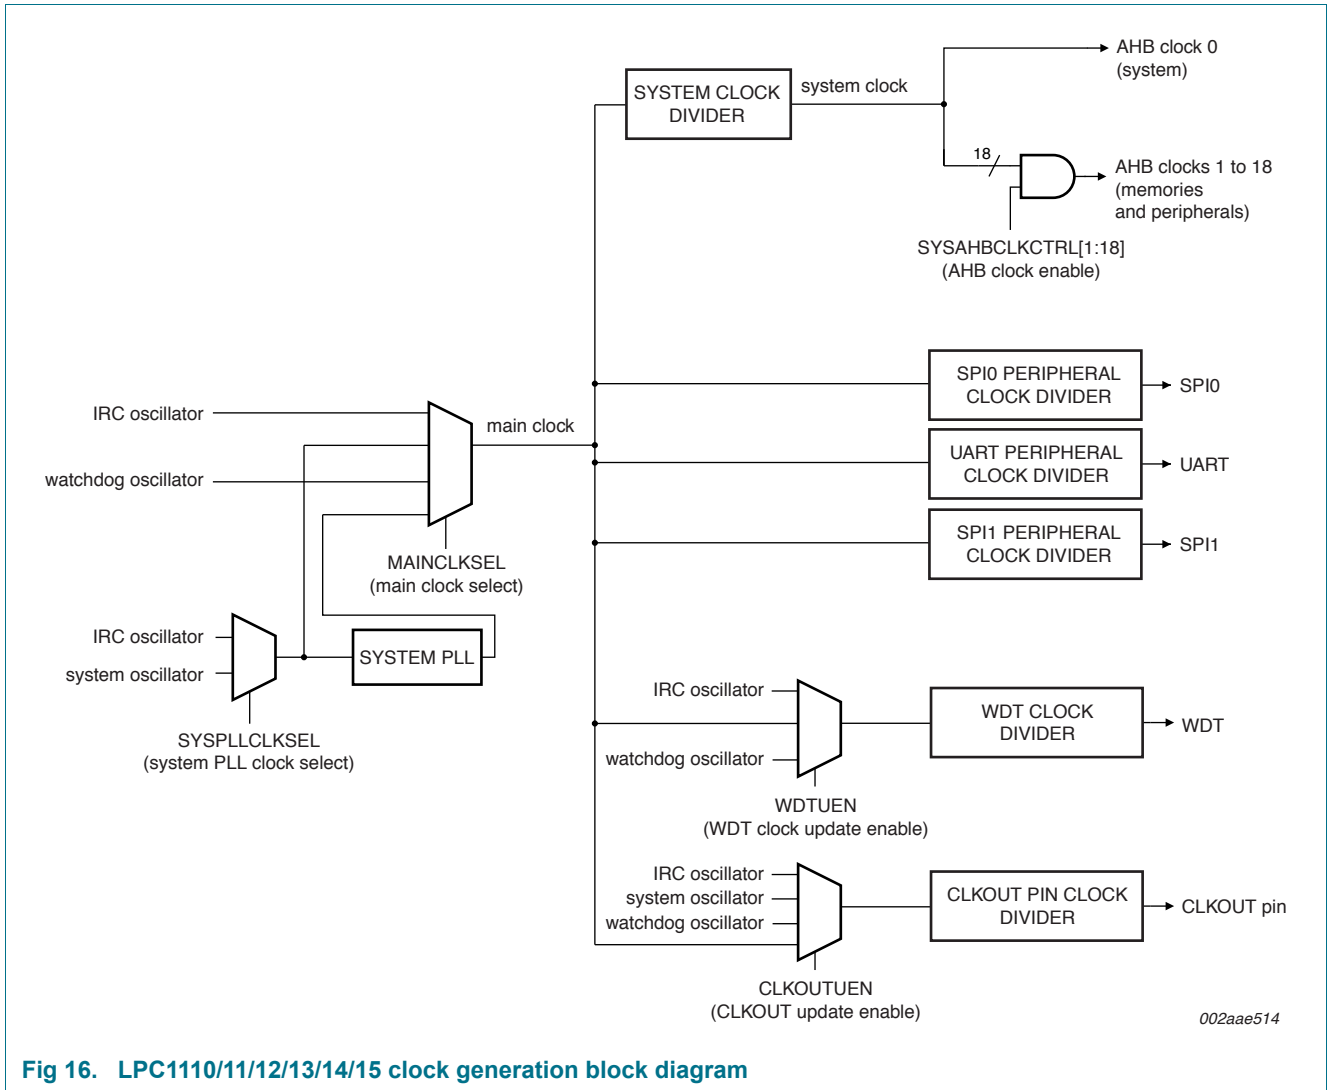 AHB clock 0
(system)
SYSTEM CLOCK
DIVIDER
system clock
18
AHB clocks 1 to 18
(memories
and peripherals)
SYSAHBCLKCTRL[1:18]
(AHB clock enable)
SPI0 PERIPHERAL
CLOCK DIVIDER
SPI0
IRC oscillator
main clock
UART PERIPHERAL
CLOCK DIVIDER
UART
watchdog oscillator
SPI1 PERIPHERAL
CLOCK DIVIDER
SPI1
MAINCLKSEL
(main clock select)
IRC oscillator
system oscillator
SYSTEM PLL
SYSPLLCLKSEL
(system PLL clock select)
IRC oscillator
watchdog oscillator
WDT CLOCK
DIVIDER
WDT
WDTUEN
(WDT clock update enable)
IRC oscillator
system oscillator
watchdog oscillator
CLKOUT PIN CLOCK
DIVIDER
CLKOUT pin
CLKOUTUEN
(CLKOUT update enable)
002aae514
Fig 16. LPC1110/11/12/13/14/15 clock generation block diagram